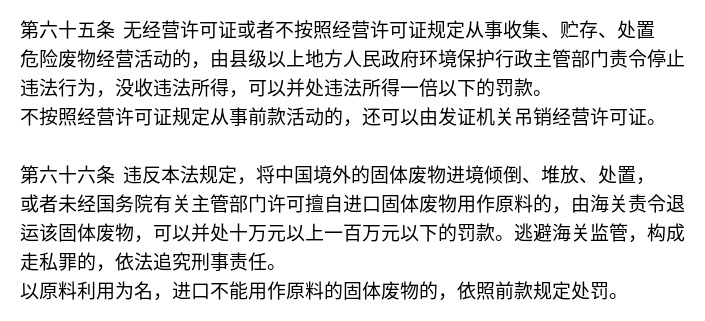 第六十五条 无经营许可证或者不按照经营许可证规定从事收集、贮存、处置
危险废物经营活动的，由县级以上地方人民政府环境保护行政主管部门责令停止
违法行为，没收违法所得，可以并处违法所得一倍以下的罚款。
不按照经营许可证规定从事前款活动的，还可以由发证机关吊销经营许可证。
第六十六条 违反本法规定，将中国境外的固体废物进境倾倒、堆放、处置，
或者未经国务院有关主管部门许可擅自进口固体废物用作原料的，由海关责令退
运该固体废物，可以并处十万元以上一百万元以下的罚款。逃避海关监管，构成
走私罪的，依法追究刑事责任。
以原料利用为名，进口不能用作原料的固体废物的，依照前款规定处罚。